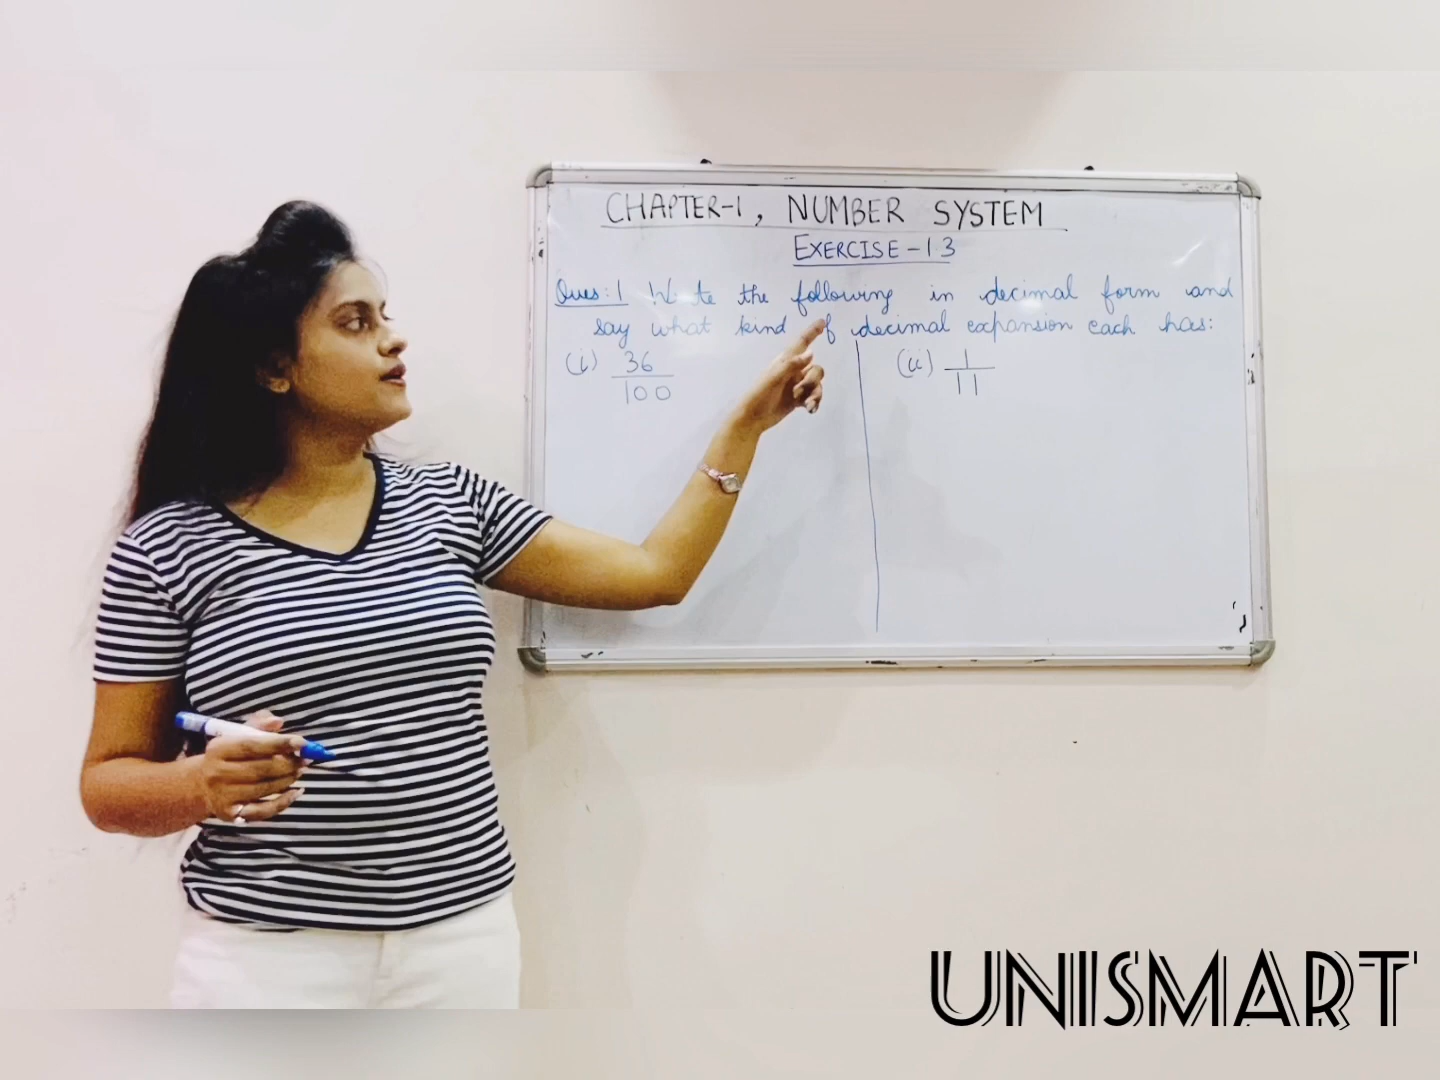 CHAPTER-1, NUMBER SYSTEM
EXERCISE-1.3
Ques:1 Write the following in decimal form and
say what kind of decimal expansion each has:
(i) 36/100 (ii) 1/11
UNISMART